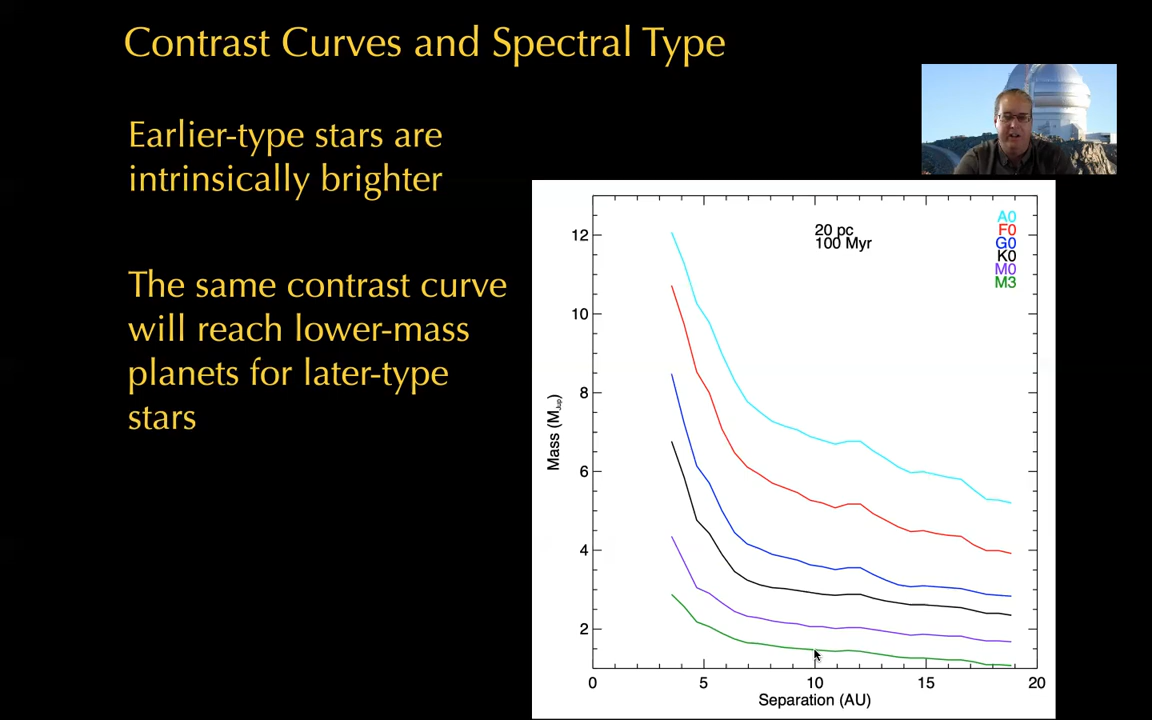 Contrast Curves and Spectral Type
Earlier-type stars are
intrinsically brighter
The same contrast curve
will reach lower-mass
planets for later-type
stars
20 pc
100 Myr
A0
F0
G0
K0
M0
M3
12
10
8
6
4
2
Mass (MJup)
0 5 10 15 20
Separation (AU)